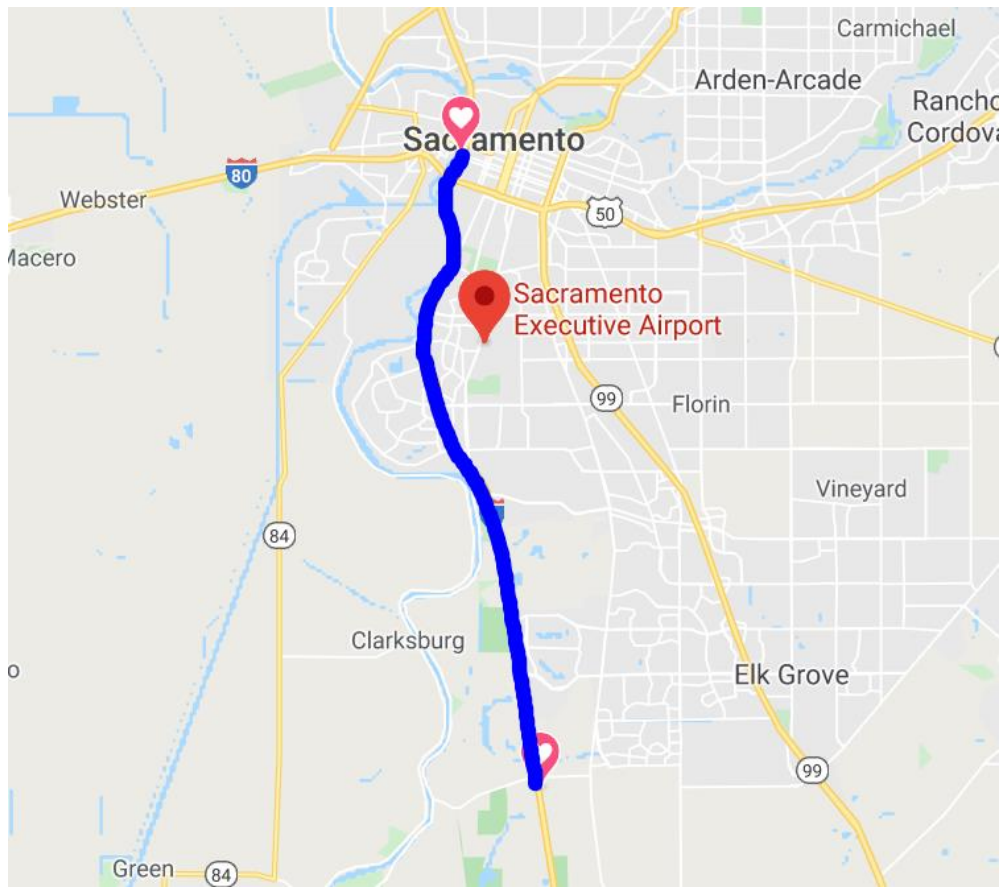 Carmichael
Arden-Arcade
Rancho
Cordova
Sacramento
80
Webster
50
Macero
Sacramento
Executive Airport
99
Florin
Vineyard
84
Clarksburg
o
Elk Grove
99
Green
84